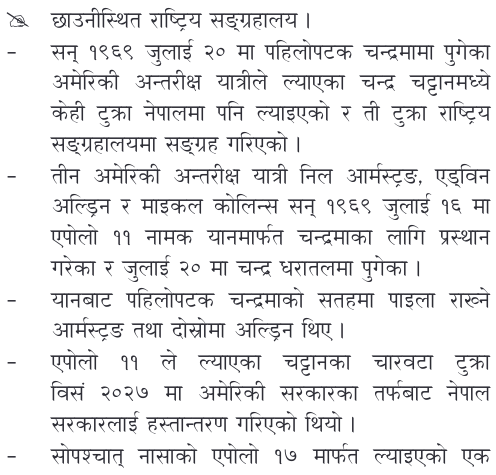 छाउनीस्थित राष्ट्रिय सङ्ग्रहालय ।
– सन् १९६९ जुलाई २० मा पहिलोपटक चन्द्रमामा पुगेका
अमेरिकी अन्तरीक्ष यात्रीले ल्याएका चन्द्र चट्टानमध्ये
केही टुक्रा नेपालमा पनि ल्याइएको र ती टुक्रा राष्ट्रिय
सङ्ग्रहालयमा सङ्ग्रह गरिएको ।
– तीन अमेरिकी अन्तरीक्ष यात्री निल आर्मस्ट्रङ, एड्विन
अल्ड्रिन र माइकल कोलिन्स सन् १९६९ जुलाई १६ मा
एपोलो ११ नामक यानमार्फत चन्द्रमाका लागि प्रस्थान
गरेका र जुलाई २० मा चन्द्र धरातलमा पुगेका ।
– यानबाट पहिलोपटक चन्द्रमाको सतहमा पाइला राख्ने
आर्मस्ट्रङ तथा दोस्रोमा अल्ड्रिन थिए ।
– एपोलो ११ ले ल्याएका चट्टानका चारवटा टुक्रा
विसं २०२७ मा अमेरिकी सरकारका तर्फबाट नेपाल
सरकारलाई हस्तान्तरण गरिएको थियो ।
– सोपश्चात् नासाको एपोलो १७ मार्फत ल्याइएको एक